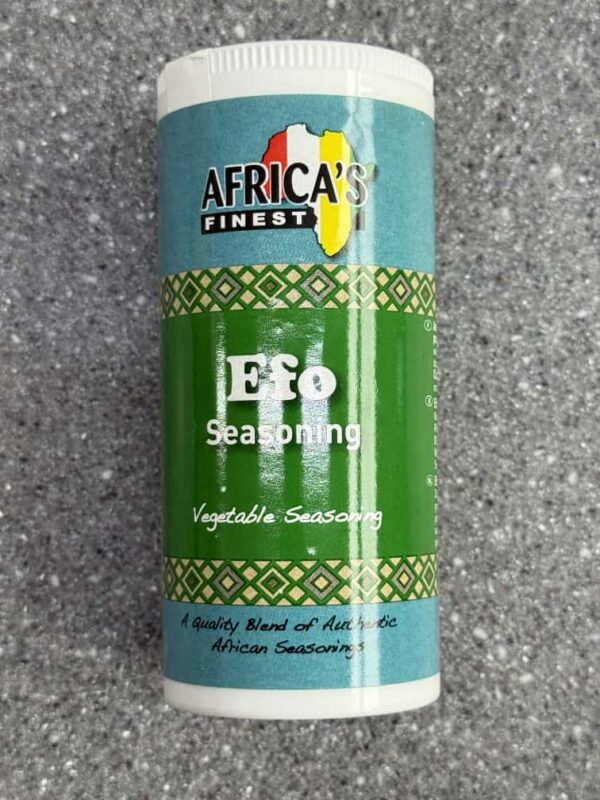 AFRICA'S
FINEST
Efo
Seasoning
Vegetable Seasoning
A Quality Blend of Authentic
African Seasonings